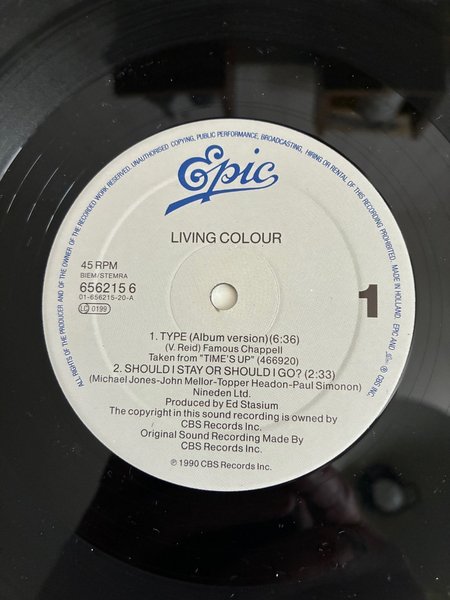 ALL RIGHTS OF THE PRODUCER AND OF THE OWNER OF THE RECORDED WORK RESERVED. UNAUTHORISED COPYING, PUBLIC PERFORMANCE, BROADCASTING, HIRING OR RENTAL OF THIS RECORDING PROHIBITED. MADE IN HOLLAND. EPIC AND
℗ CBS INC.
Epic
LIVING COLOUR
45 RPM
BIEM/STEMRA
656215 6
01-656215-20-A
LC 0199
1
1. TYPE (Album version)(6:36)
(V. Reid) Famous Chappell
Taken from "TIME'S UP" (466920)
2. SHOULD I STAY OR SHOULD I GO? (2:33)
(Michael Jones-John Mellor-Topper Headon-Paul Simonon)
Nineden Ltd.
Produced by Ed Stasium
The copyright in this sound recording is owned by
CBS Records Inc.
Original Sound Recording Made By
CBS Records Inc.
℗ 1990 CBS Records Inc.